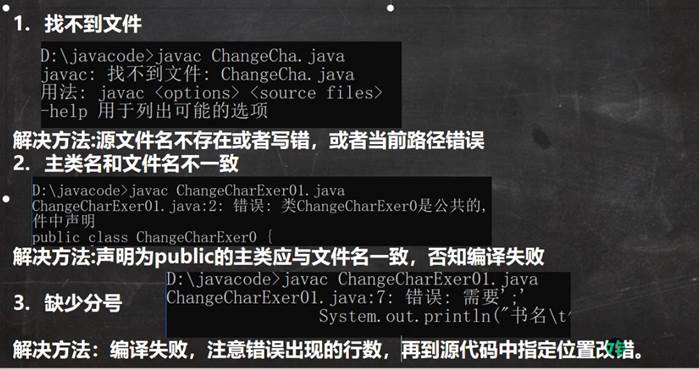 1. 找不到文件
D:\javacode>javac ChangeCha.java
javac: 找不到文件: ChangeCha.java
用法: javac <options> <source files>
-help 用于列出可能的选项
解决方法:源文件名不存在或者写错，或者当前路径错误
2. 主类名和文件名不一致
D:\javacode>javac ChangeCharExer01.java
ChangeCharExer01.java:2: 错误: 类ChangeCharExer0是公共的,
件中声明
public class ChangeCharExer0 {
解决方法:声明为public的主类应与文件名一致，否知编译失败
D:\javacode>javac ChangeCharExer01.java
3. 缺少分号
ChangeCharExer01.java:7: 错误: 需要';'
System.out.println("书名\t
解决方法：编译失败，注意错误出现的行数，再到源代码中指定位置改错。